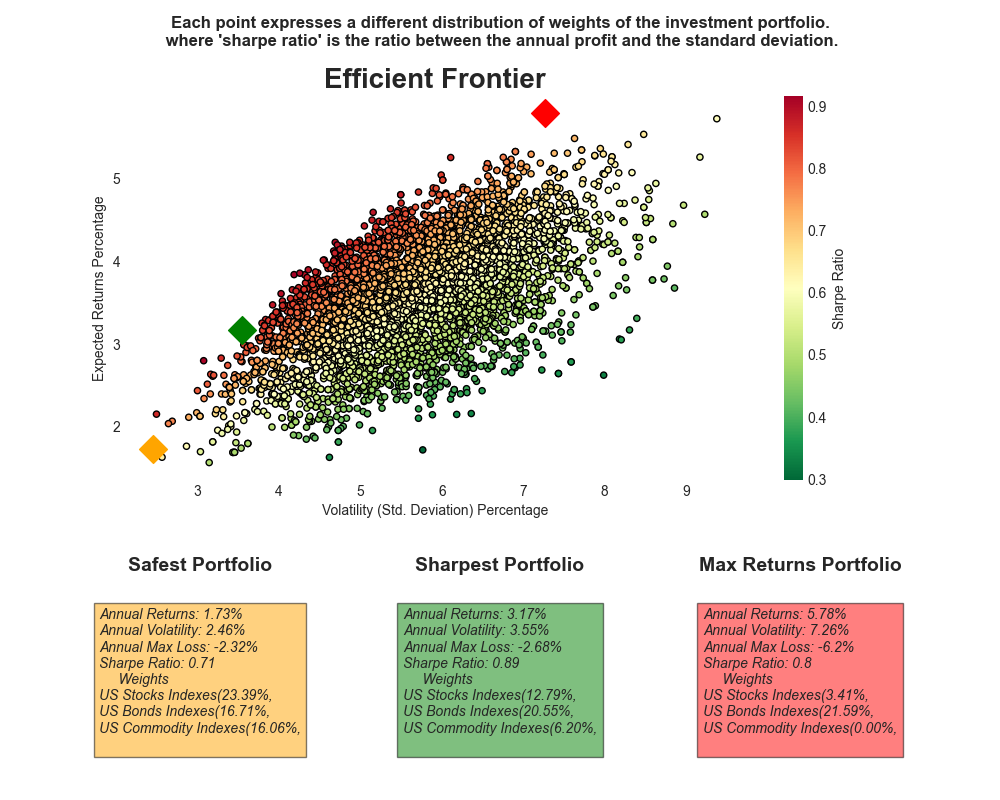 Each point expresses a different distribution of weights of the investment portfolio.
where 'sharpe ratio' is the ratio between the annual profit and the standard deviation.
Efficient Frontier
Expected Returns Percentage
5
4
3
2
3
4
5
6
7
8
9
Volatility (Std. Deviation) Percentage
0.9
0.8
0.7
0.6
0.5
0.4
0.3
Sharpe Ratio
Safest Portfolio
Annual Returns: 1.73%
Annual Volatility: 2.46%
Annual Max Loss: -2.32%
Sharpe Ratio: 0.71
Weights
US Stocks Indexes(23.39%,
US Bonds Indexes(16.71%,
US Commodity Indexes(16.06%,
Sharpest Portfolio
Annual Returns: 3.17%
Annual Volatility: 3.55%
Annual Max Loss: -2.68%
Sharpe Ratio: 0.89
Weights
US Stocks Indexes(12.79%,
US Bonds Indexes(20.55%,
US Commodity Indexes(6.20%,
Max Returns Portfolio
Annual Returns: 5.78%
Annual Volatility: 7.26%
Annual Max Loss: -6.2%
Sharpe Ratio: 0.8
Weights
US Stocks Indexes(3.41%,
US Bonds Indexes(21.59%,
US Commodity Indexes(0.00%,